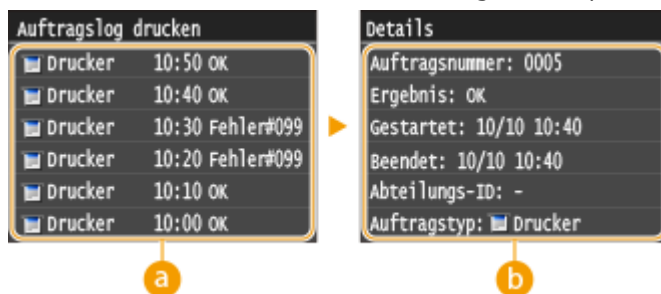 Auftragslog drucken
Drucker 10:50 OK
Drucker 10:40 OK
Drucker 10:30 Fehler#099
Drucker 10:20 Fehler#099
Drucker 10:10 OK
Drucker 10:00 OK
a
Details
Auftragsnummer: 0005
Ergebnis: OK
Gestartet: 10/10 10:40
Beendet: 10/10 10:40
Abteilungs-ID: -
Auftragstyp: Drucker
b